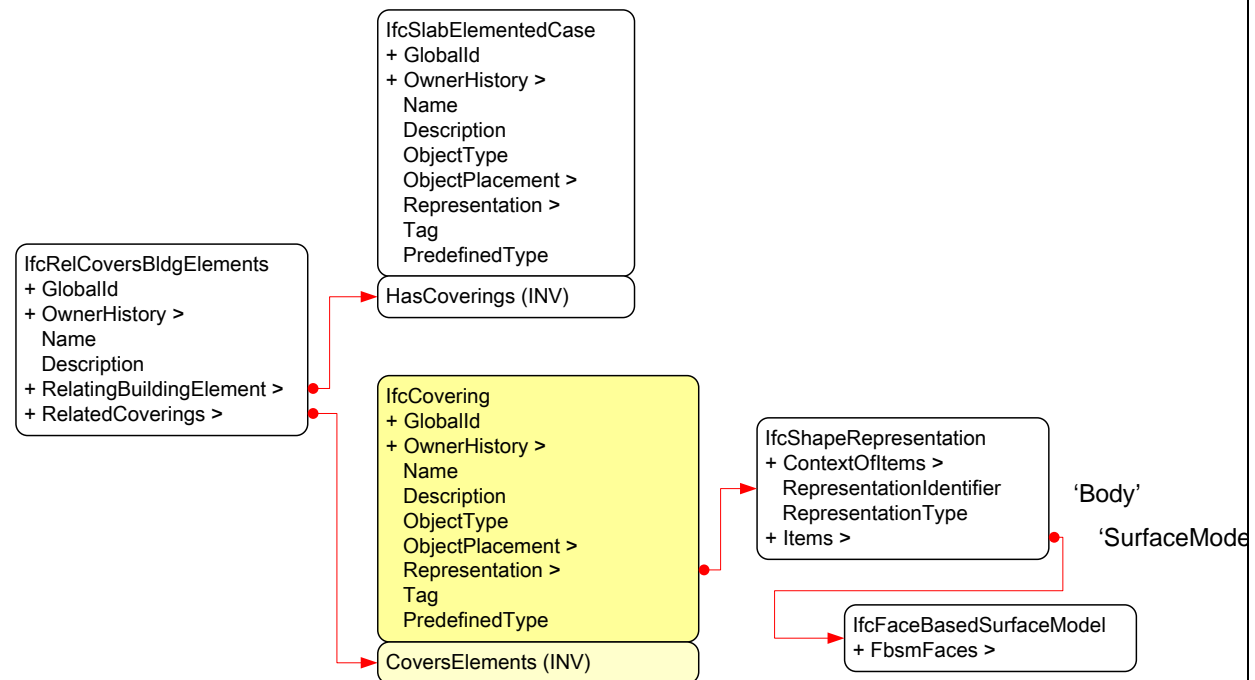 IfcSlabElementedCase
+ GlobalId
+ OwnerHistory >
Name
Description
ObjectType
ObjectPlacement >
Representation >
Tag
PredefinedType
HasCoverings (INV)
IfcRelCoversBldgElements
+ GlobalId
+ OwnerHistory >
Name
Description
+ RelatingBuildingElement >
+ RelatedCoverings >
IfcCovering
+ GlobalId
+ OwnerHistory >
Name
Description
ObjectType
ObjectPlacement >
Representation >
Tag
PredefinedType
CoversElements (INV)
IfcShapeRepresentation
+ ContextOfItems >
RepresentationIdentifier
RepresentationType
+ Items >
‘Body’
‘SurfaceMode
IfcFaceBasedSurfaceModel
+ FbsmFaces >